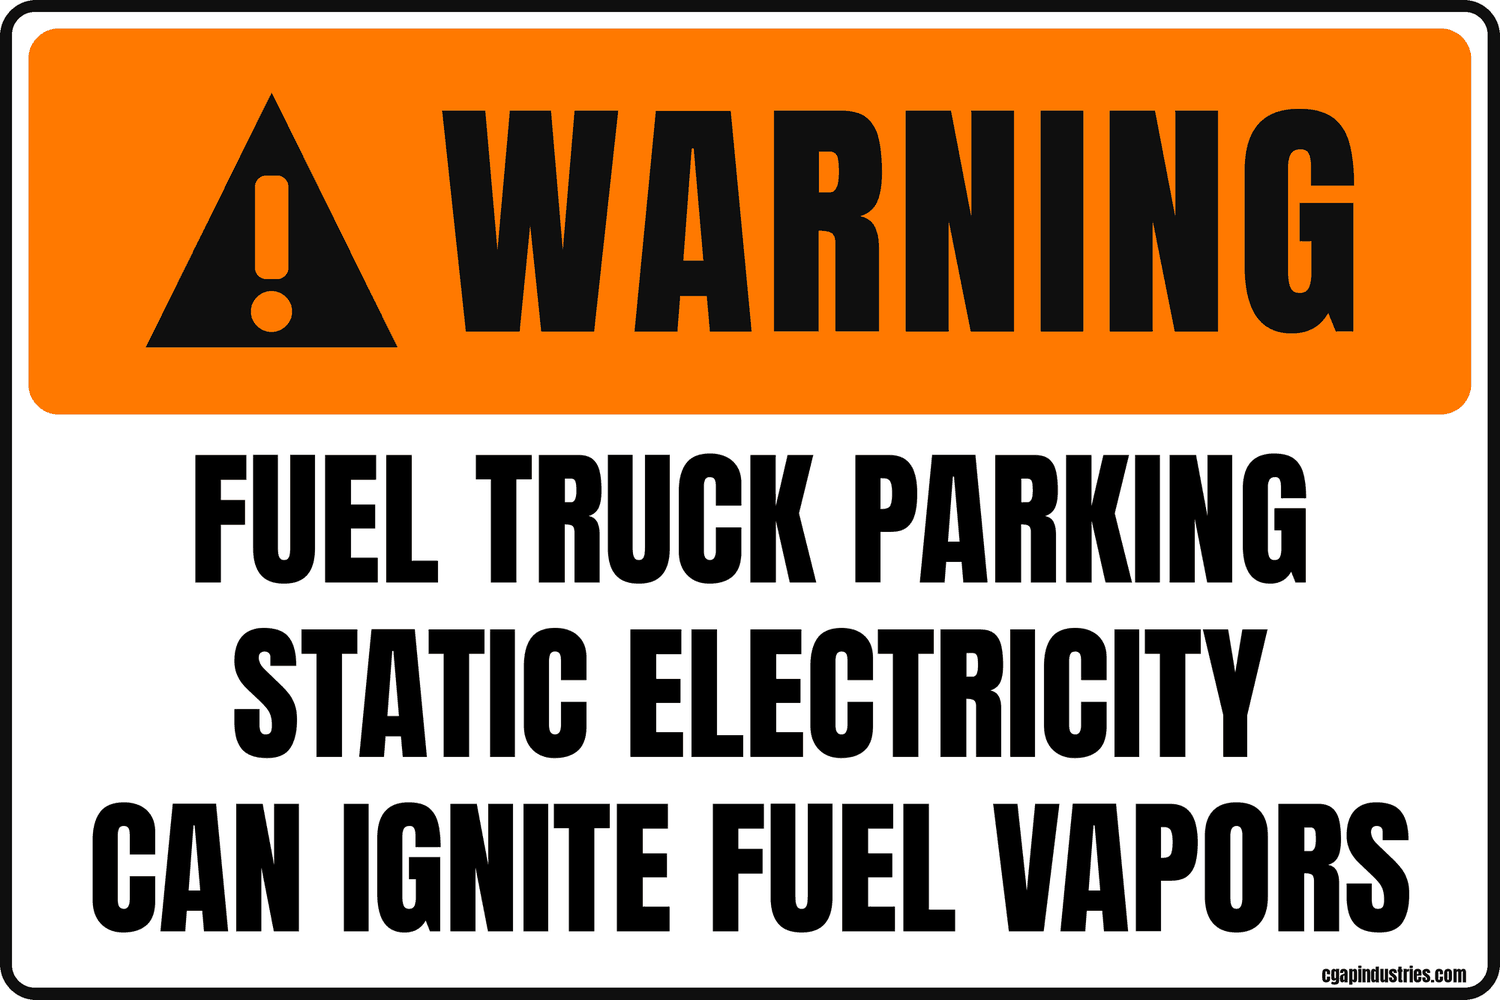 WARNING
FUEL TRUCK PARKING
STATIC ELECTRICITY
CAN IGNITE FUEL VAPORS
cgapindustries.com